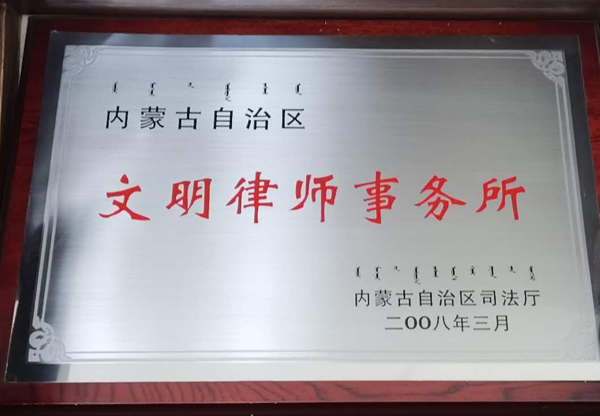 内蒙古自治区
文明律师事务所
内蒙古自治区司法厅
二00八年三月